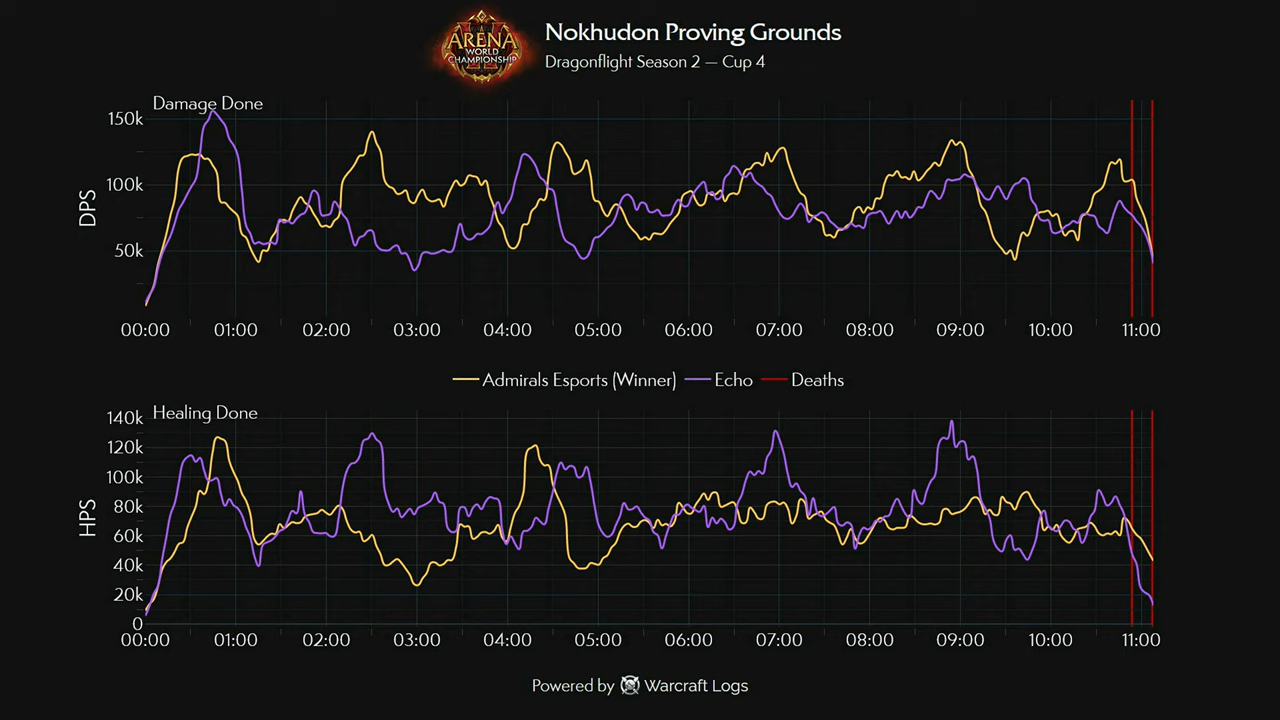 ARENA
WORLD
CHAMPIONSHIP
Nokhudon Proving Grounds
Dragonflight Season 2 — Cup 4
Damage Done
150k
100k
50k
DPS
00:00 01:00 02:00 03:00 04:00 05:00 06:00 07:00 08:00 09:00 10:00 11:00
Admirals Esports (Winner) Echo Deaths
Healing Done
140k
120k
100k
80k
60k
40k
20k
0
HPS
00:00 01:00 02:00 03:00 04:00 05:00 06:00 07:00 08:00 09:00 10:00 11:00
Powered by Warcraft Logs